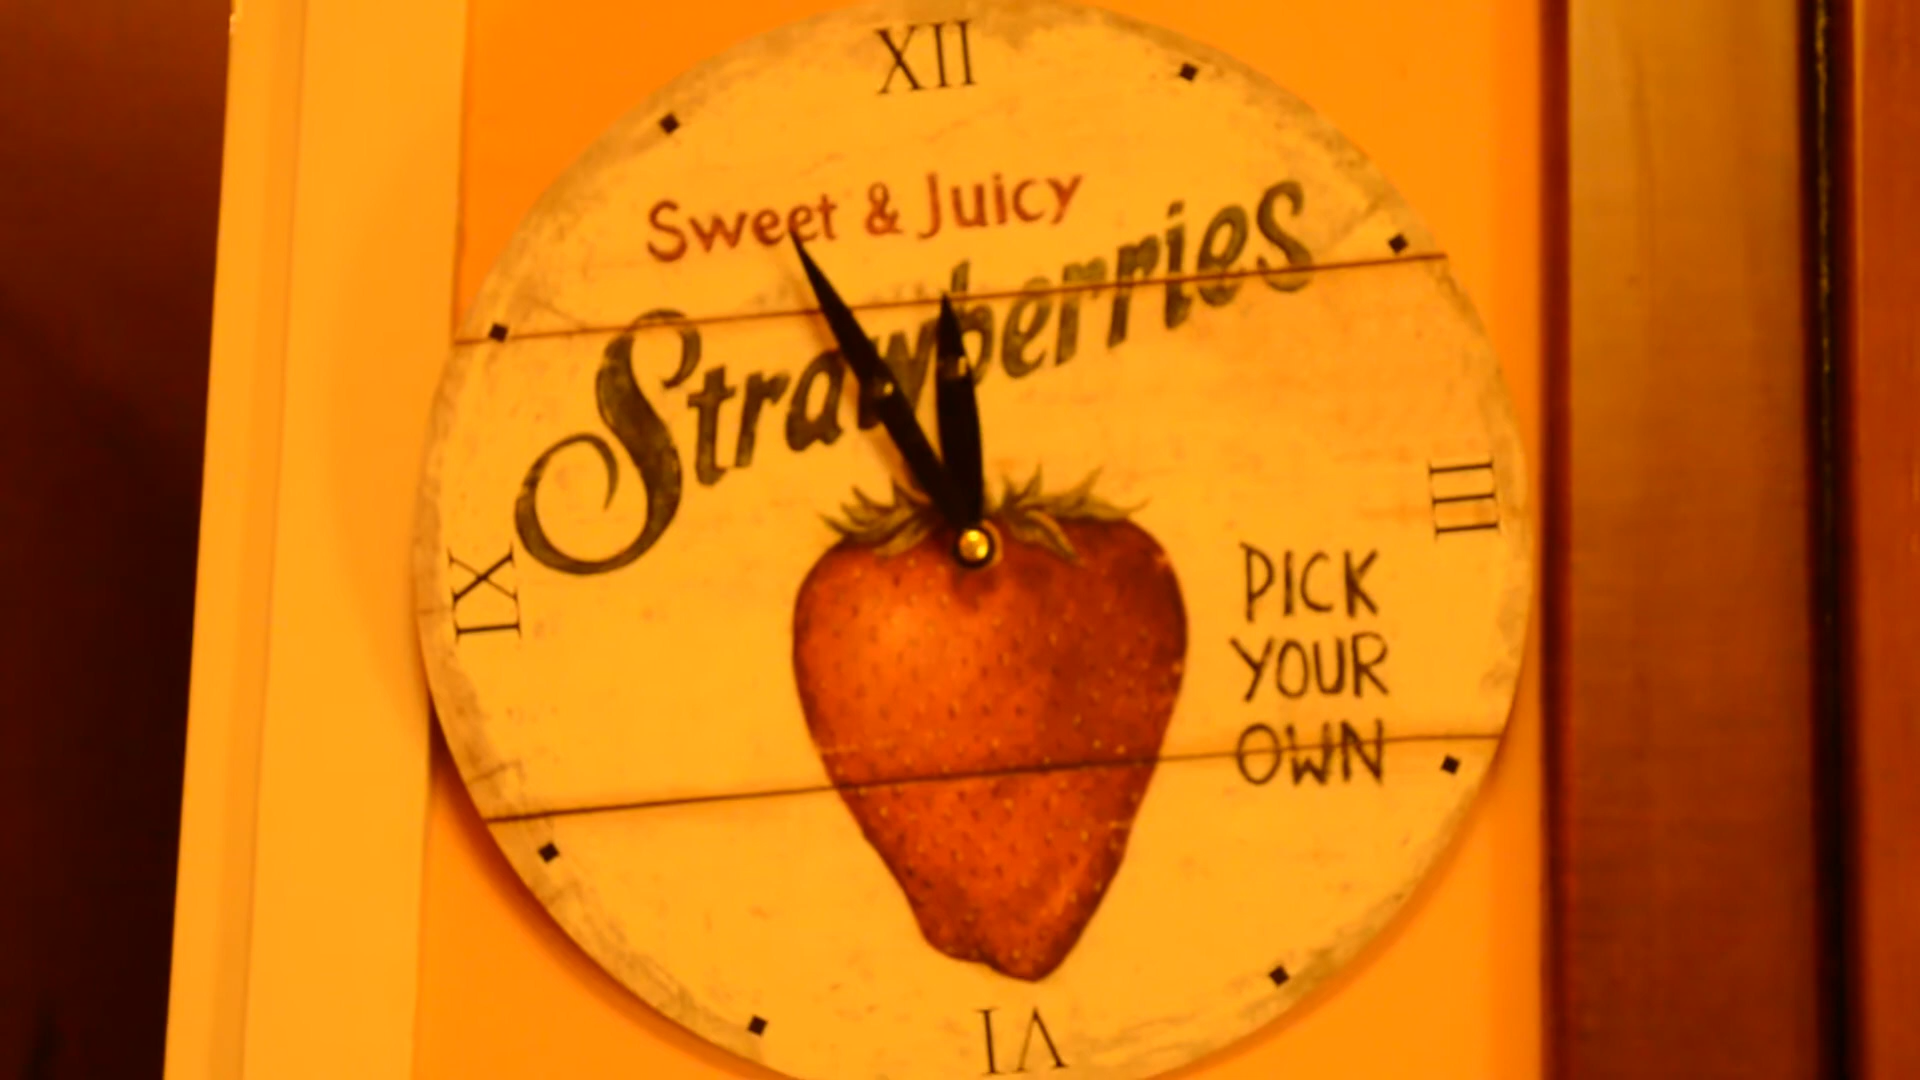 XII
Sweet & Juicy
Strawberries
III
IX
PICK
YOUR
OWN
VI